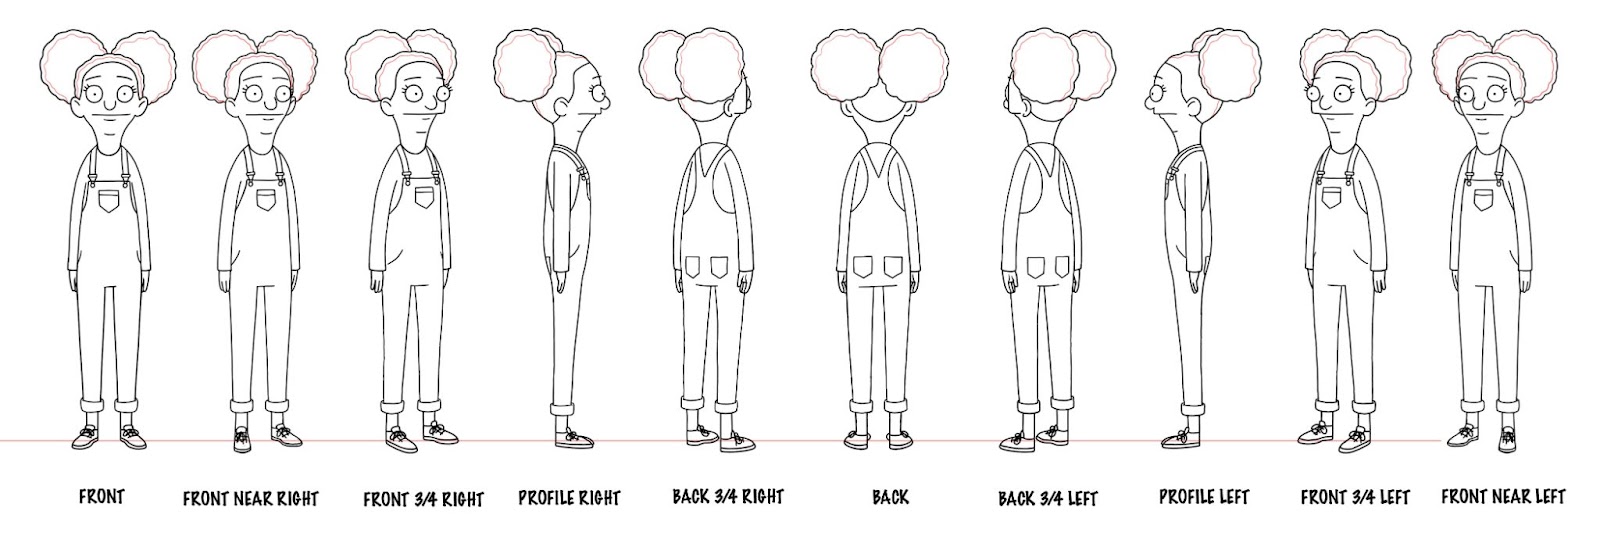 FRONT
FRONT NEAR RIGHT
FRONT 3/4 RIGHT
PROFILE RIGHT
BACK 3/4 RIGHT
BACK
BACK 3/4 LEFT
PROFILE LEFT
FRONT 3/4 LEFT
FRONT NEAR LEFT